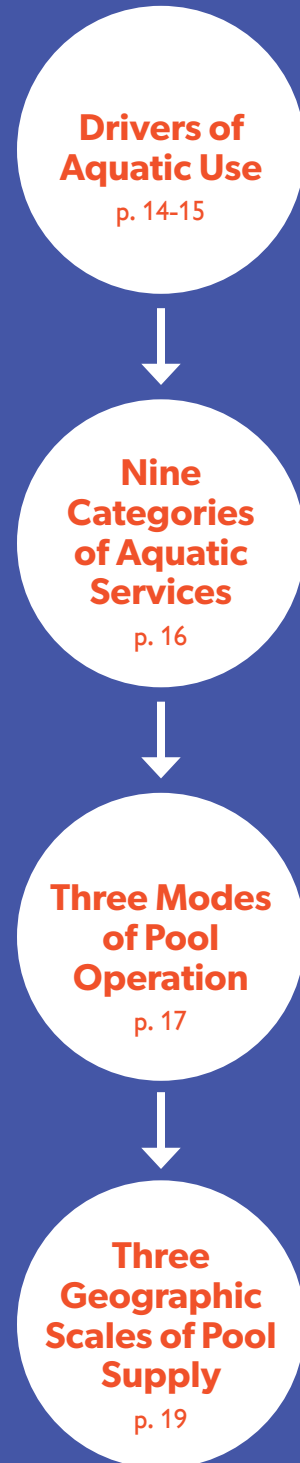 Drivers of
Aquatic Use
p. 14-15
Nine
Categories
of Aquatic
Services
p. 16
Three Modes
of Pool
Operation
p. 17
Three
Geographic
Scales of Pool
Supply
p. 19